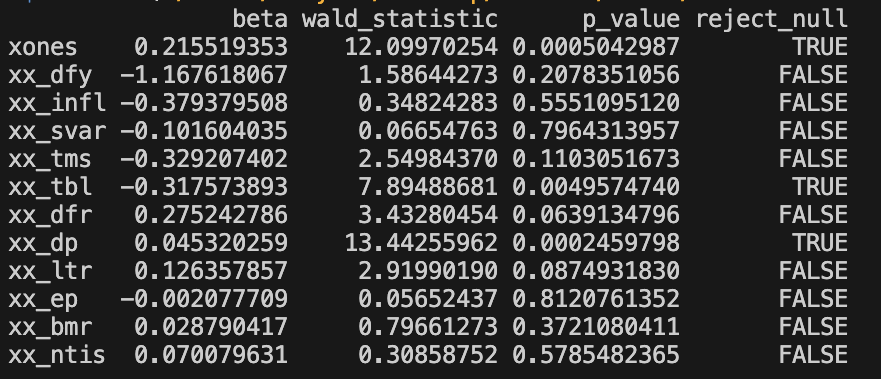 beta wald_statistic p_value reject_null
xones 0.215519353 12.09970254 0.0005042987 TRUE
xx_dfy -1.167618067 1.58644273 0.2078351056 FALSE
xx_infl -0.379379508 0.34824283 0.5551095120 FALSE
xx_svar -0.101604035 0.06654763 0.7964313957 FALSE
xx_tms -0.329207402 2.54984370 0.1103051673 FALSE
xx_tbl -0.317573893 7.89488681 0.0049574740 TRUE
xx_dfr 0.275242786 3.43280454 0.0639134796 FALSE
xx_dp 0.045320259 13.44255962 0.0002459798 TRUE
xx_ltr 0.126357857 2.91990190 0.0874931830 FALSE
xx_ep -0.002077709 0.05652437 0.8120761352 FALSE
xx_bmr 0.028790417 0.79661273 0.3721080411 FALSE
xx_ntis 0.070079631 0.30858752 0.5785482365 FALSE